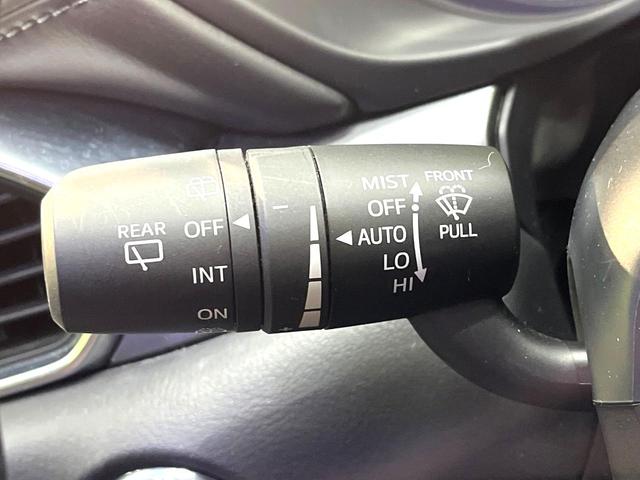 REAR
OFF
INT
ON
−
+
MIST
OFF
AUTO
LO
HI
FRONT
PULL